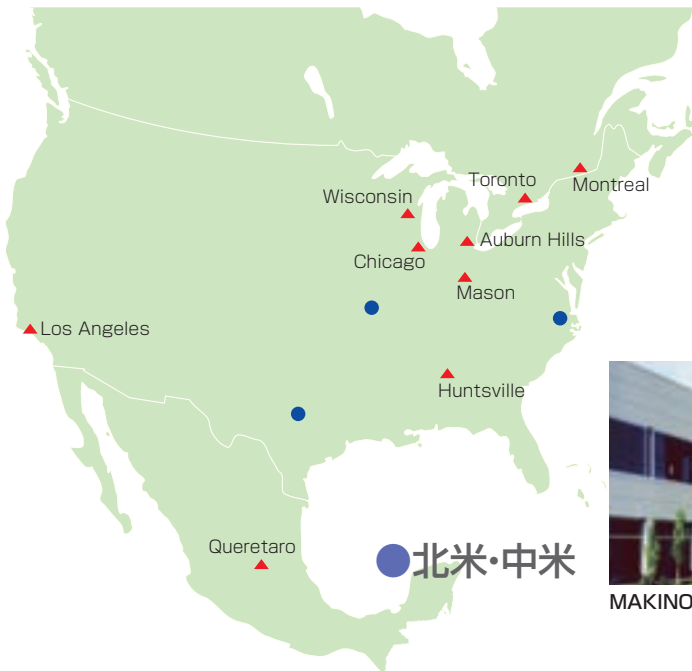 Toronto
Montreal
Wisconsin
Auburn Hills
Chicago
Mason
Los Angeles
Huntsville
Queretaro
北米・中米
MAKINO